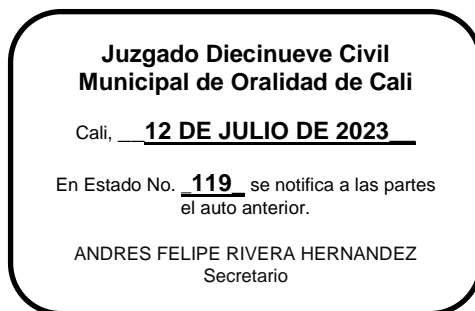 Juzgado Diecinueve Civil
Municipal de Oralidad de Cali
Cali, __12 DE JULIO DE 2023__
En Estado No. _119_ se notifica a las partes
el auto anterior.
ANDRES FELIPE RIVERA HERNANDEZ
Secretario